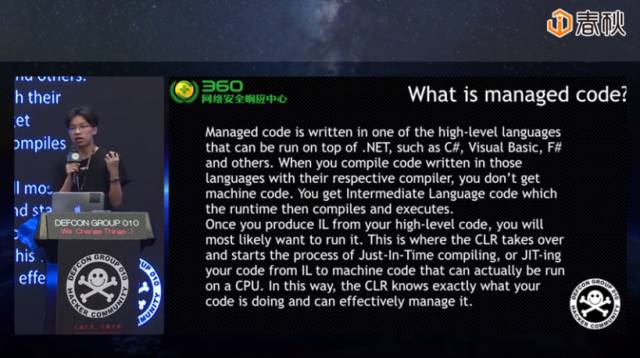 春秋
360
网络安全响应中心
What is managed code?
and others.
ompiles
DEFCON GROUP 010
We Change Things :)
DEFCON GROUP 010
HACKER COMMUNITY
Managed code is written in one of the high-level languages
that can be run on top of .NET, such as C#, Visual Basic, F#
and others. When you compile code written in those
languages with their respective compiler, you don’t get
machine code. You get Intermediate Language code which
the runtime then compiles and executes.
Once you produce IL from your high-level code, you will
most likely want to run it. This is where the CLR takes over
and starts the process of Just-In-Time compiling, or JIT-ing
your code from IL to machine code that can actually be run
on a CPU. In this way, the CLR knows exactly what your
code is doing and can effectively manage it.
DEFCON GROUP 010
HACKER COMMUNITY